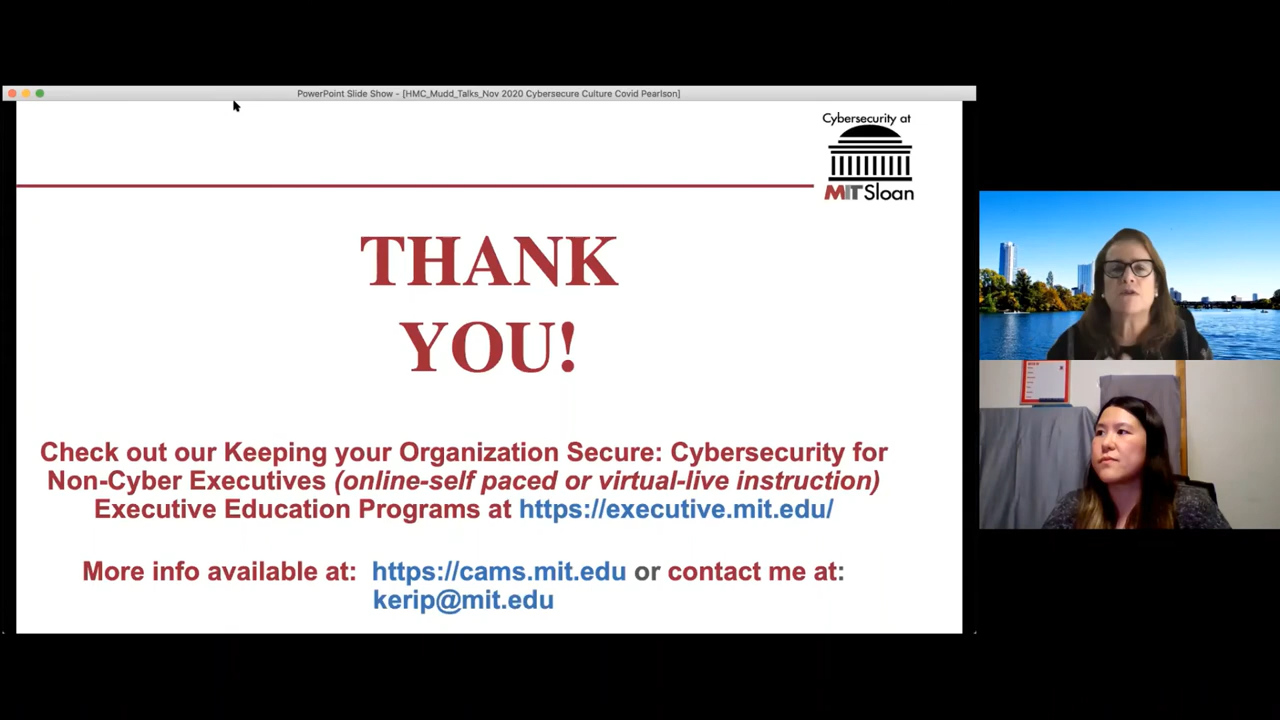 PowerPoint Slide Show - [HMC_Mudd_Talks_Nov 2020 Cybersecure Culture Covid Pearlson]
Cybersecurity at
MIT Sloan
THANK
YOU!
Check out our Keeping your Organization Secure: Cybersecurity for
Non-Cyber Executives (online-self paced or virtual-live instruction)
Executive Education Programs at https://executive.mit.edu/
More info available at: https://cams.mit.edu or contact me at:
kerip@mit.edu